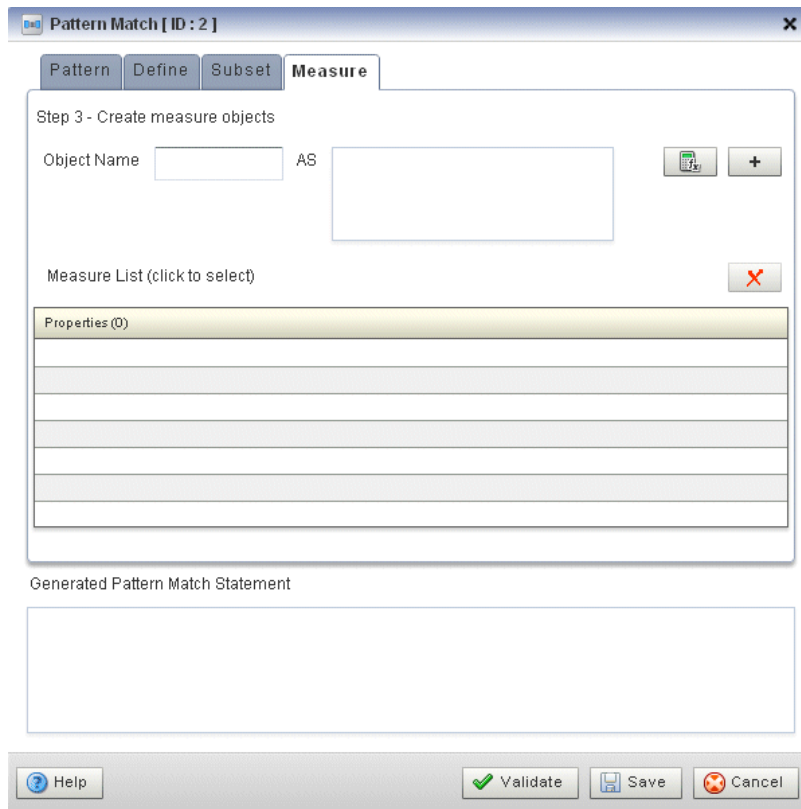 Pattern Match [ ID : 2 ]
Pattern Define Subset Measure
Step 3 - Create measure objects
Object Name AS
fx +
Measure List (click to select)
Properties (0)
Generated Pattern Match Statement
? Help Validate Save Cancel